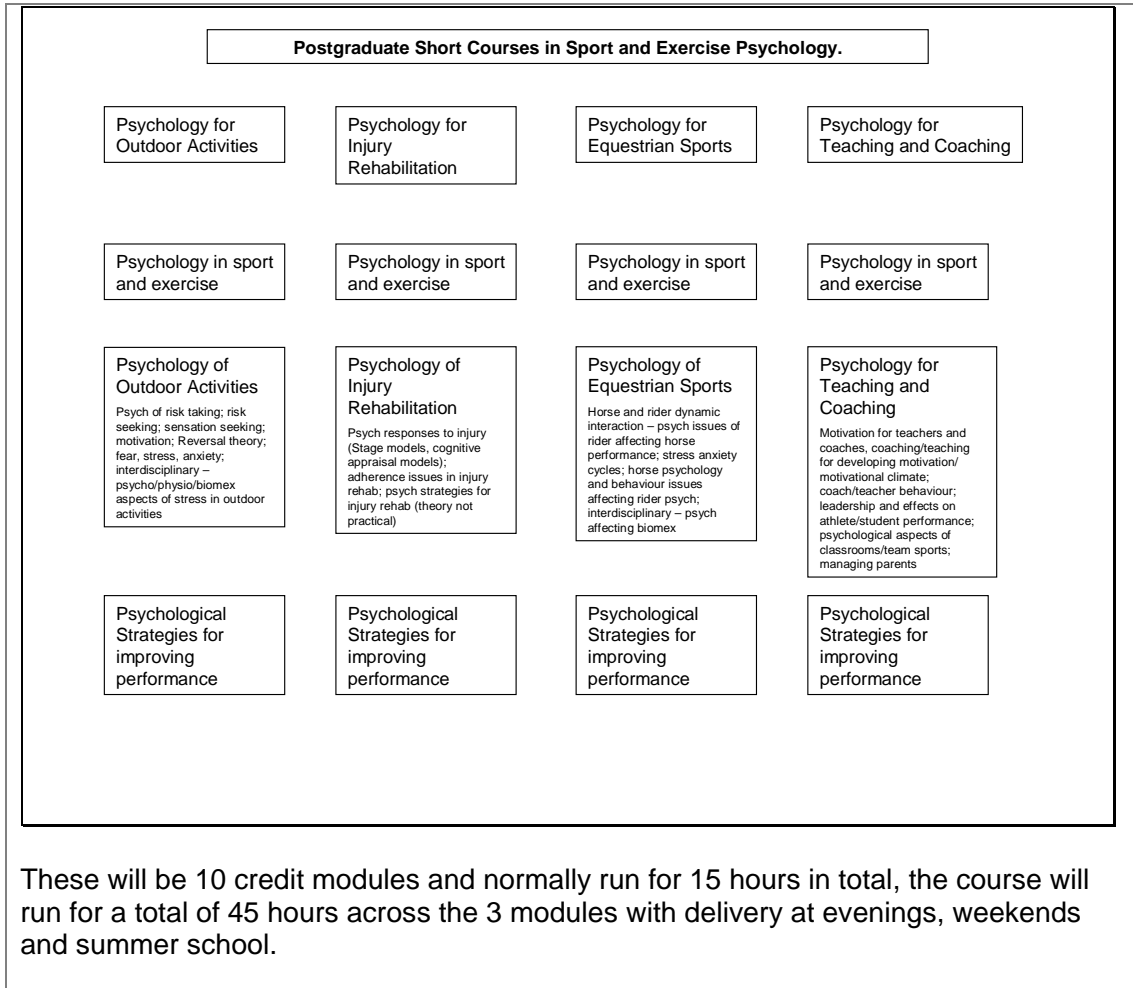 Postgraduate Short Courses in Sport and Exercise Psychology.
Psychology for
Outdoor Activities
Psychology for
Injury
Rehabilitation
Psychology for
Equestrian Sports
Psychology for
Teaching and Coaching
Psychology in sport
and exercise
Psychology in sport
and exercise
Psychology in sport
and exercise
Psychology in sport
and exercise
Psychology of
Outdoor Activities
Psych of risk taking; risk
seeking; sensation seeking;
motivation; Reversal theory;
fear, stress, anxiety;
interdisciplinary –
psycho/physio/biomex
aspects of stress in outdoor
activities
Psychology of
Injury
Rehabilitation
Psych responses to injury
(Stage models, cognitive
appraisal models);
adherence issues in injury
rehab; psych strategies for
injury rehab (theory not
practical)
Psychology of
Equestrian Sports
Horse and rider dynamic
interaction – psych issues of
rider affecting horse
performance; stress anxiety
cycles; horse psychology
and behaviour issues
affecting rider psych;
interdisciplinary – psych
affecting biomex
Psychology for
Teaching and
Coaching
Motivation for teachers and
coaches, coaching/teaching
for developing motivation/
motivational climate;
coach/teacher behaviour;
leadership and effects on
athlete/student performance;
psychological aspects of
classrooms/team sports;
managing parents
Psychological
Strategies for
improving
performance
Psychological
Strategies for
improving
performance
Psychological
Strategies for
improving
performance
Psychological
Strategies for
improving
performance
These will be 10 credit modules and normally run for 15 hours in total, the course will
run for a total of 45 hours across the 3 modules with delivery at evenings, weekends
and summer school.